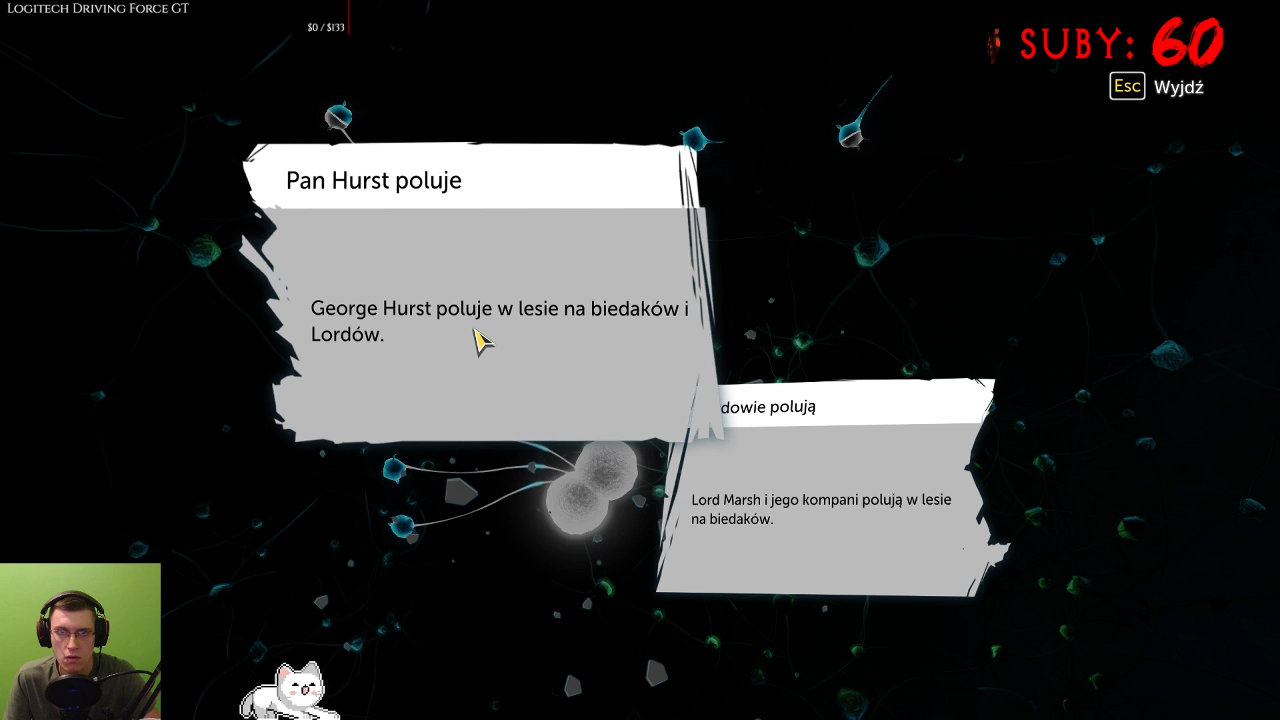 Logitech Driving Force GT
$0 / $133
SUBY: 60
Esc Wyjdź
Pan Hurst poluje
George Hurst poluje w lesie na biedaków i
Lordów.
dowie polują
Lord Marsh i jego kompani polują w lesie
na biedaków.